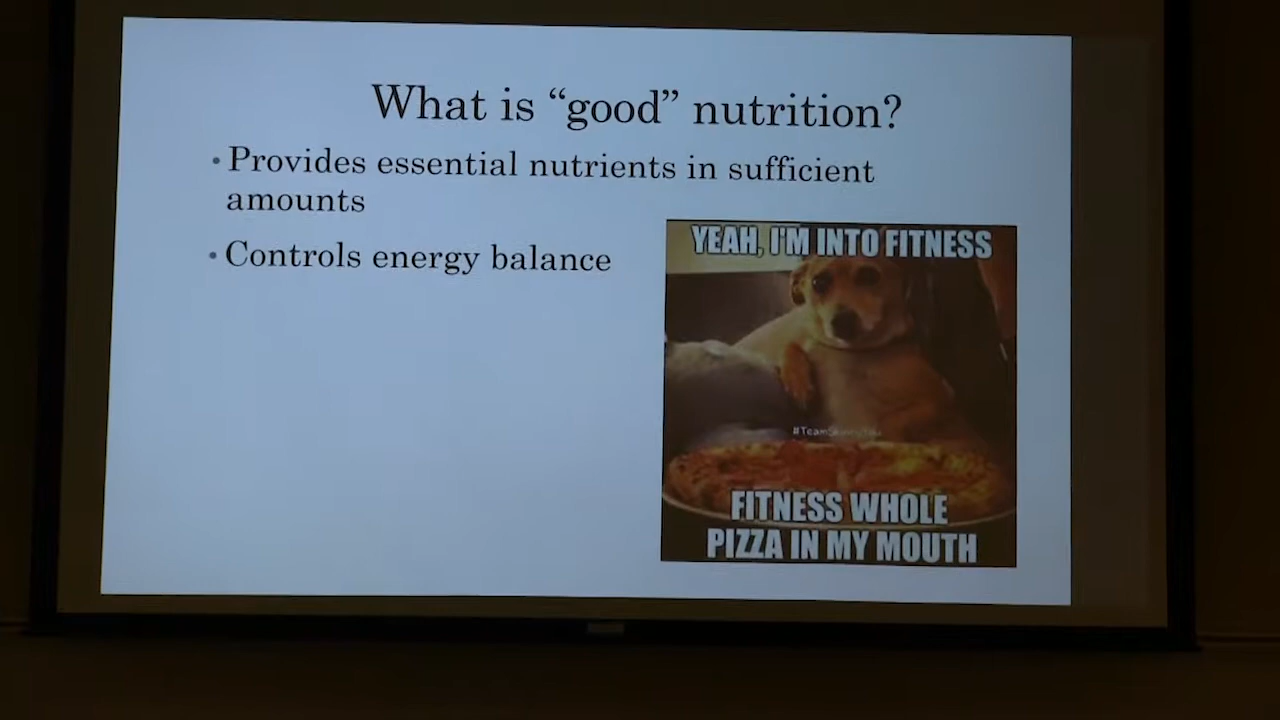 What is “good” nutrition?
• Provides essential nutrients in sufficient
amounts
• Controls energy balance
YEAH, I'M INTO FITNESS
FITNESS WHOLE
PIZZA IN MY MOUTH